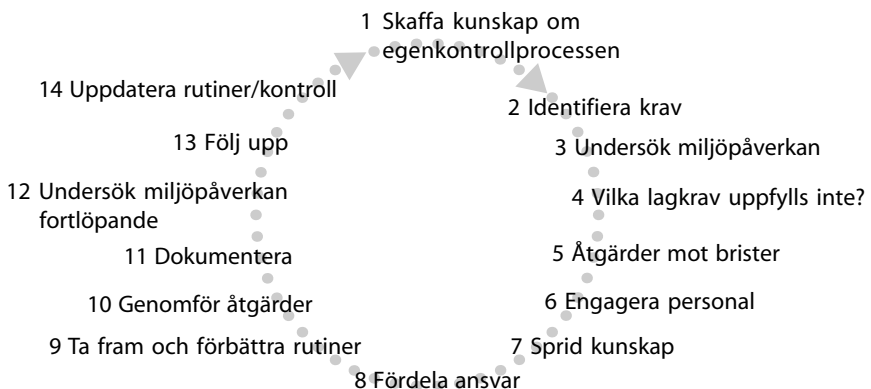 1 Skaffa kunskap om
egenkontrollprocessen
2 Identifiera krav
3 Undersök miljöpåverkan
4 Vilka lagkrav uppfylls inte?
5 Åtgärder mot brister
6 Engagera personal
7 Sprid kunskap
8 Fördela ansvar
9 Ta fram och förbättra rutiner
10 Genomför åtgärder
11 Dokumentera
12 Undersök miljöpåverkan
fortlöpande
13 Följ upp
14 Uppdatera rutiner/kontroll